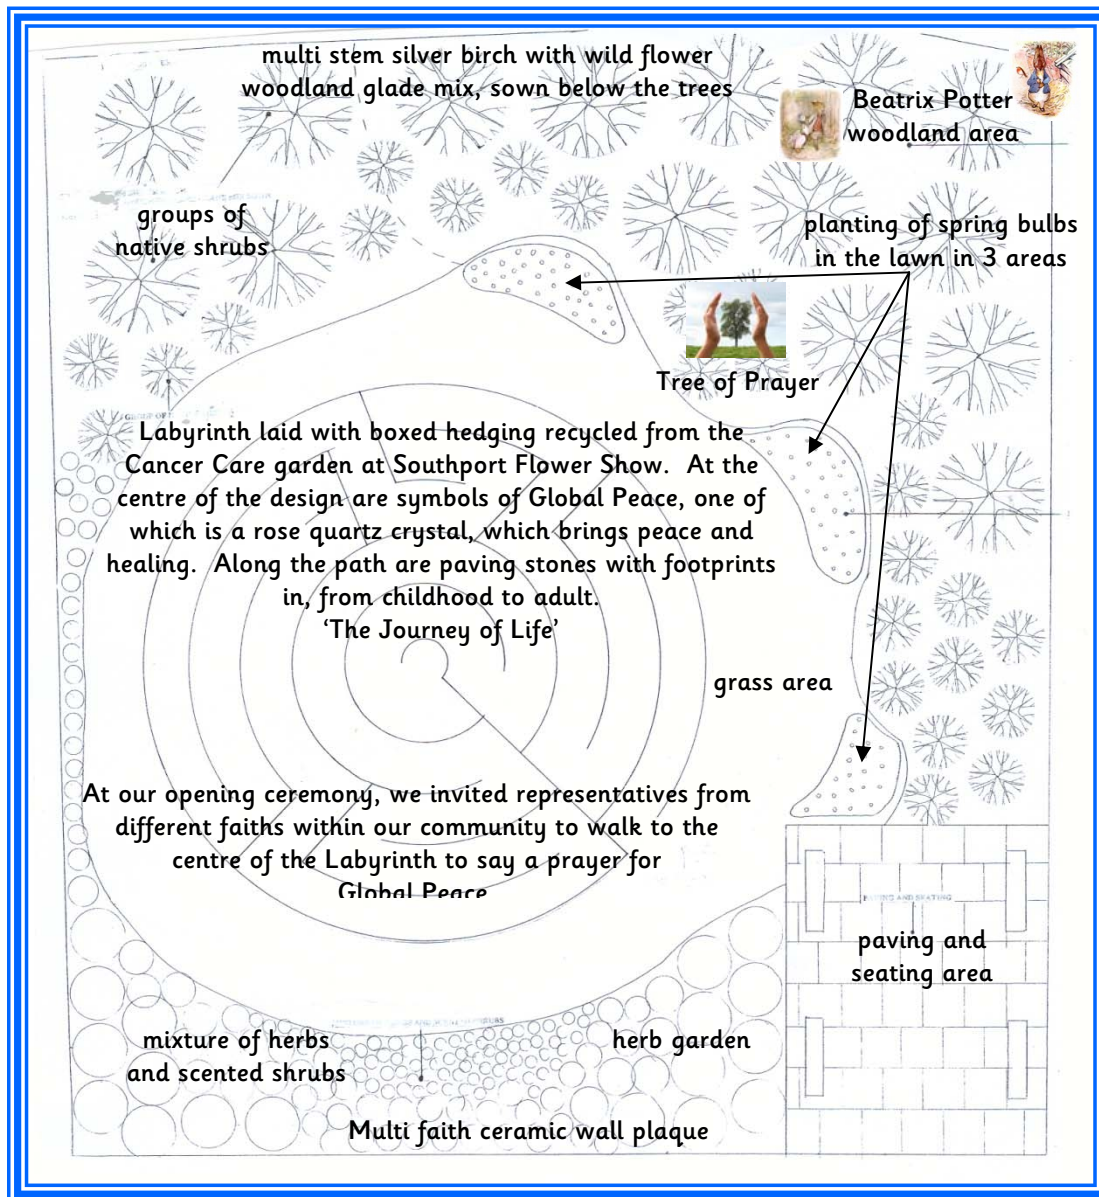 multi stem silver birch with wild flower
woodland glade mix, sown below the trees
Beatrix Potter
woodland area
groups of
native shrubs
planting of spring bulbs
in the lawn in 3 areas
Tree of Prayer
Labyrinth laid with boxed hedging recycled from the
Cancer Care garden at Southport Flower Show.  At the
centre of the design are symbols of Global Peace, one of
which is a rose quartz crystal, which brings peace and
healing.  Along the path are paving stones with footprints
in, from childhood to adult.
‘The Journey of Life’
grass area
At our opening ceremony, we invited representatives from
different faiths within our community to walk to the
centre of the Labyrinth to say a prayer for
Global Peace
PAVING AND SEATING
paving and
seating area
mixture of herbs
and scented shrubs
herb garden
Multi faith ceramic wall plaque